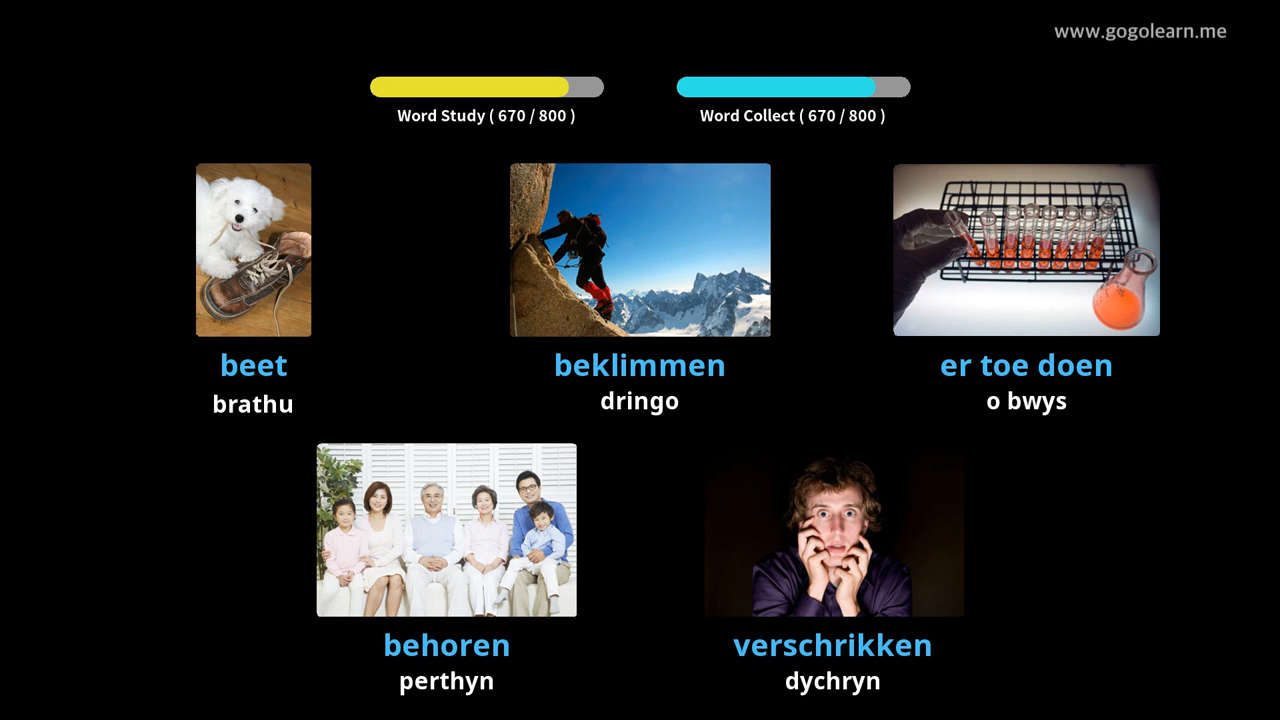 www.gogolearn.me
Word Study ( 670 / 800 )
Word Collect ( 670 / 800 )
beet
brathu
beklimmen
dringo
er toe doen
o bwys
behoren
perthyn
verschrikken
dychryn